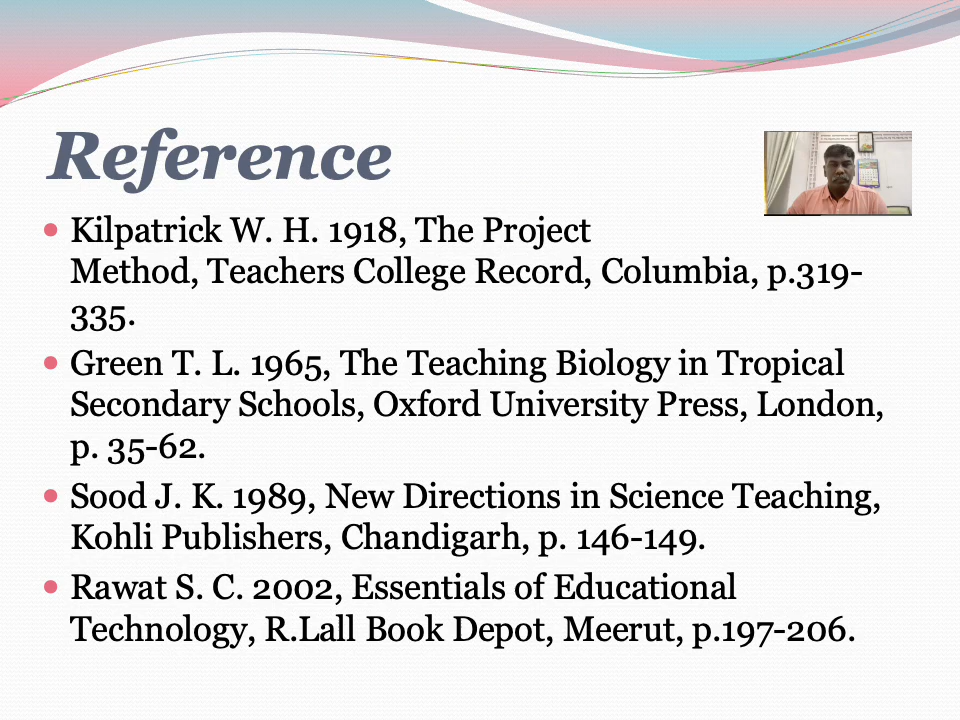 Reference
• Kilpatrick W. H. 1918, The Project
Method, Teachers College Record, Columbia, p.319-
335.
• Green T. L. 1965, The Teaching Biology in Tropical
Secondary Schools, Oxford University Press, London,
p. 35-62.
• Sood J. K. 1989, New Directions in Science Teaching,
Kohli Publishers, Chandigarh, p. 146-149.
• Rawat S. C. 2002, Essentials of Educational
Technology, R.Lall Book Depot, Meerut, p.197-206.